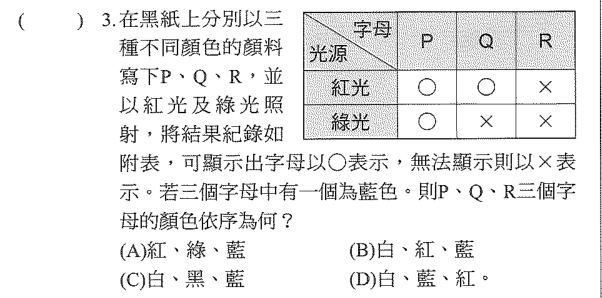 (　　) 3.在黑紙上分別以三
種不同顏色的顏料
寫下P、Q、R，並
以紅光及綠光照
射，將結果紀錄如
附表，可顯示出字母以○表示，無法顯示則以×表
示。若三個字母中有一個為藍色。則P、Q、R三個字
母的顏色依序為何？
(A)紅、綠、藍 (B)白、紅、藍
(C)白、黑、藍 (D)白、藍、紅。
字母 光源 P Q R
紅光 ○ ○ ×
綠光 ○ × ×